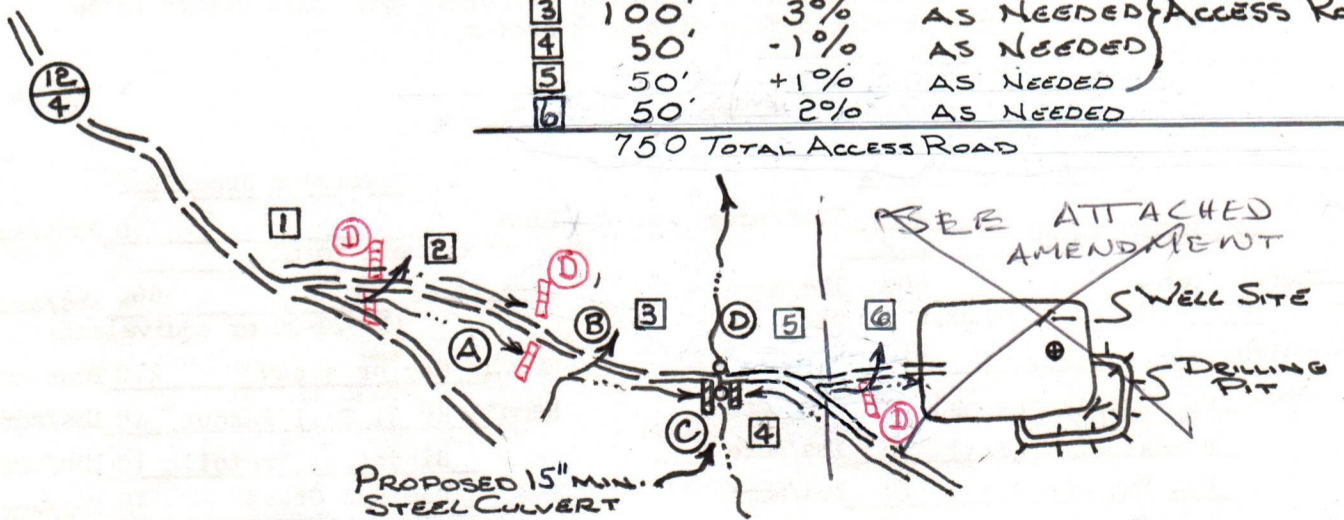 3 100' 3% AS NEEDED } ACCESS RO
4 50' -1% AS NEEDED
5 50' +1% AS NEEDED
6 50' 2% AS NEEDED
750 TOTAL ACCESS ROAD
12
4
SEE ATTACHED
AMENDMENT
1
D
2
D
B
3
D
5
6
WELL SITE
A
DRILLING
PIT
C
4
D
PROPOSED 15" MIN.
STEEL CULVERT